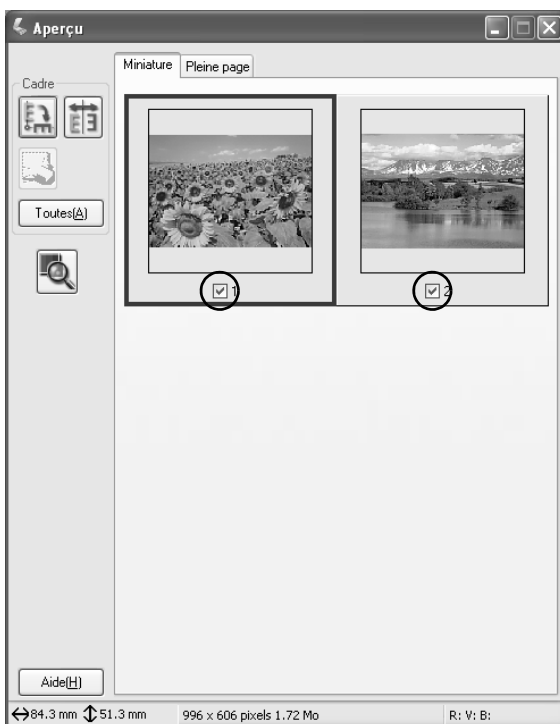 Aperçu
Miniature Pleine page
Cadre
Toutes(A)
1 2
Aide(H)
84.3 mm 51.3 mm 996 x 606 pixels 1.72 Mo R: V: B: